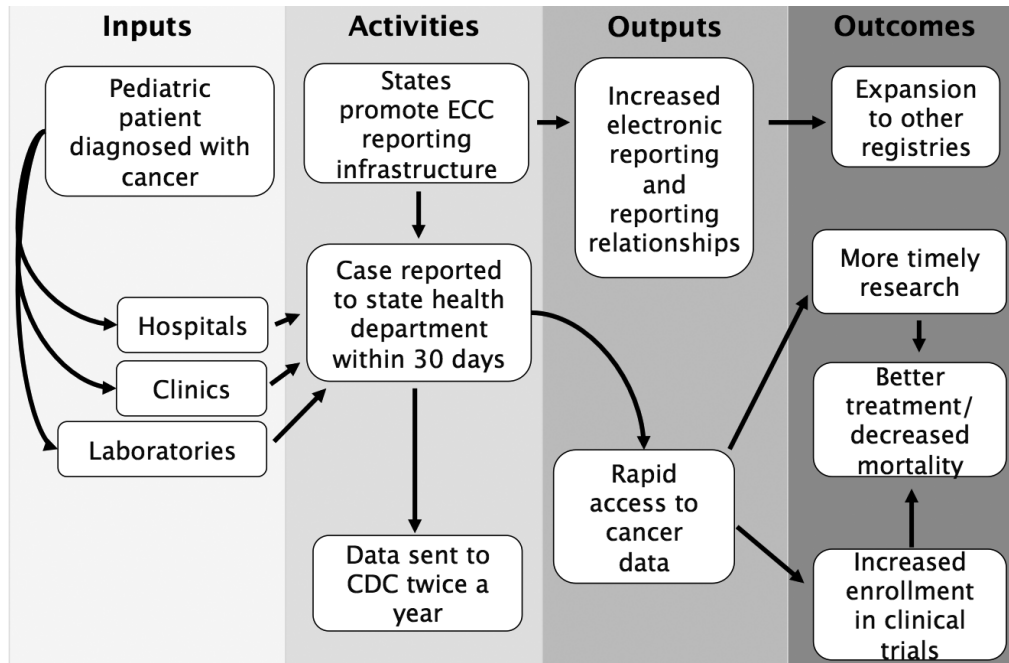 Inputs
Pediatric
patient
diagnosed with
cancer
Hospitals
Clinics
Laboratories
Activities
States
promote ECC
reporting
infrastructure
Case reported
to state health
department
within 30 days
Data sent to
CDC twice a
year
Outputs
Increased
electronic
reporting
and
reporting
relationships
Rapid
access to
cancer
data
Outcomes
Expansion
to other
registries
More timely
research
Better
treatment/
decreased
mortality
Increased
enrollment
in clinical
trials